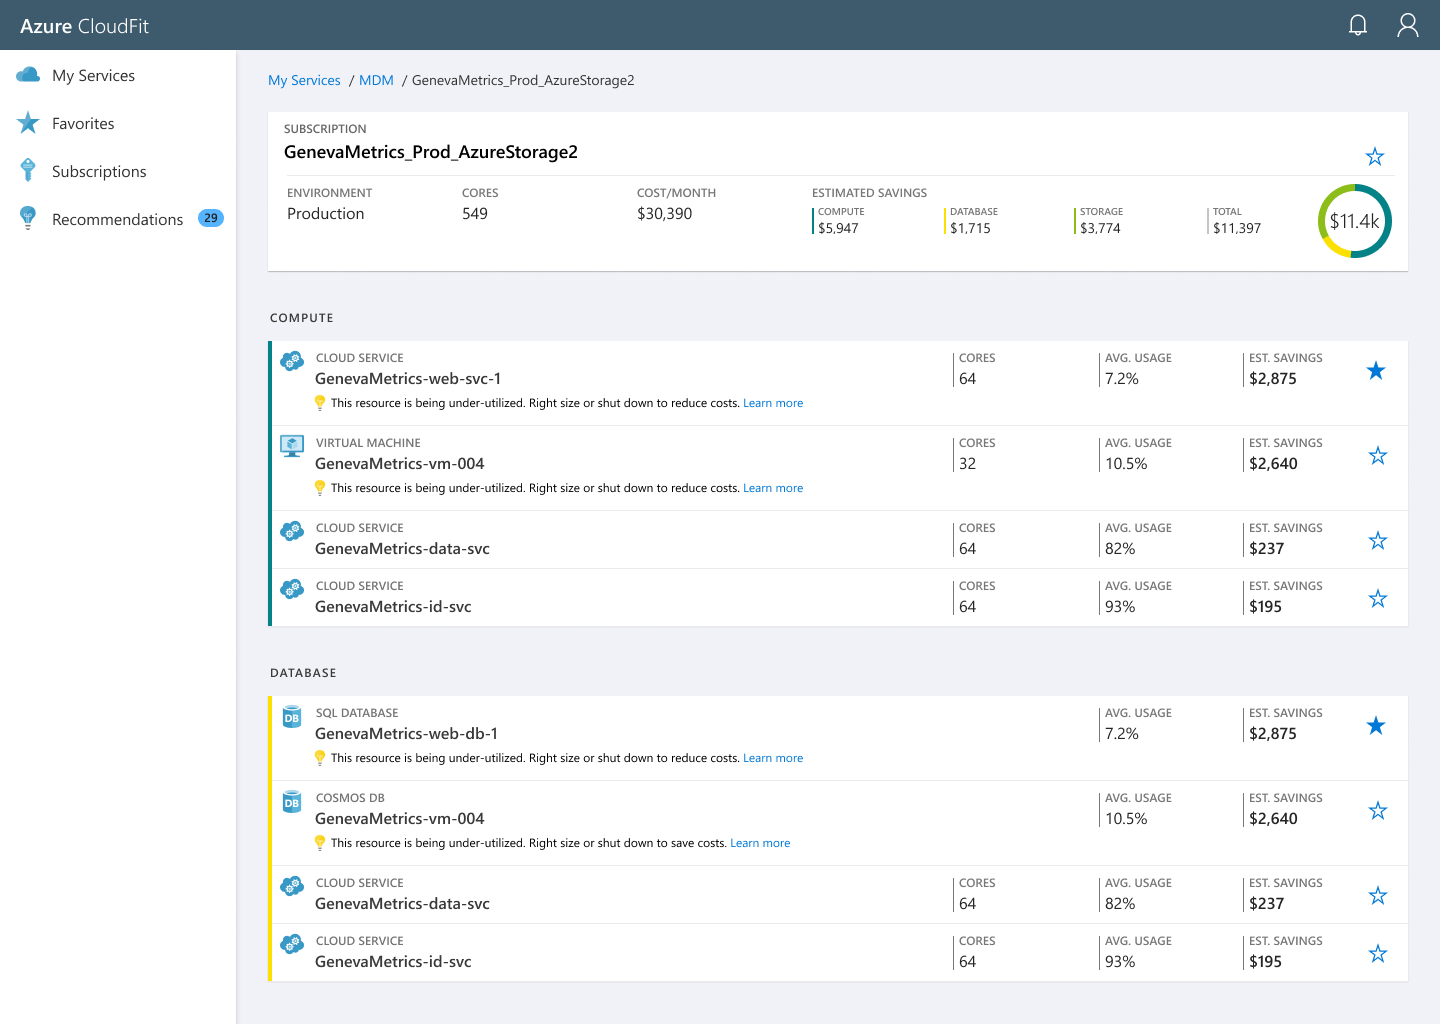 Azure CloudFit
My Services
Favorites
Subscriptions
Recommendations 29
My Services / MDM / GenevaMetrics_Prod_AzureStorage2
SUBSCRIPTION
GenevaMetrics_Prod_AzureStorage2
ENVIRONMENT CORES COST/MONTH ESTIMATED SAVINGS
Production 549 $30,390
COMPUTE DATABASE STORAGE TOTAL
$5,947 $1,715 $3,774 $11,397
$11.4k
COMPUTE
CLOUD SERVICE CORES AVG. USAGE EST. SAVINGS
GenevaMetrics-web-svc-1 64 7.2% $2,875
This resource is being under-utilized. Right size or shut down to reduce costs. Learn more
VIRTUAL MACHINE CORES AVG. USAGE EST. SAVINGS
GenevaMetrics-vm-004 32 10.5% $2,640
This resource is being under-utilized. Right size or shut down to reduce costs. Learn more
CLOUD SERVICE CORES AVG. USAGE EST. SAVINGS
GenevaMetrics-data-svc 64 82% $237
CLOUD SERVICE CORES AVG. USAGE EST. SAVINGS
GenevaMetrics-id-svc 64 93% $195
DATABASE
DB SQL DATABASE AVG. USAGE EST. SAVINGS
GenevaMetrics-web-db-1 7.2% $2,875
This resource is being under-utilized. Right size or shut down to reduce costs. Learn more
DB COSMOS DB AVG. USAGE EST. SAVINGS
GenevaMetrics-vm-004 10.5% $2,640
This resource is being under-utilized. Right size or shut down to save costs. Learn more
CLOUD SERVICE CORES AVG. USAGE EST. SAVINGS
GenevaMetrics-data-svc 64 82% $237
CLOUD SERVICE CORES AVG. USAGE EST. SAVINGS
GenevaMetrics-id-svc 64 93% $195